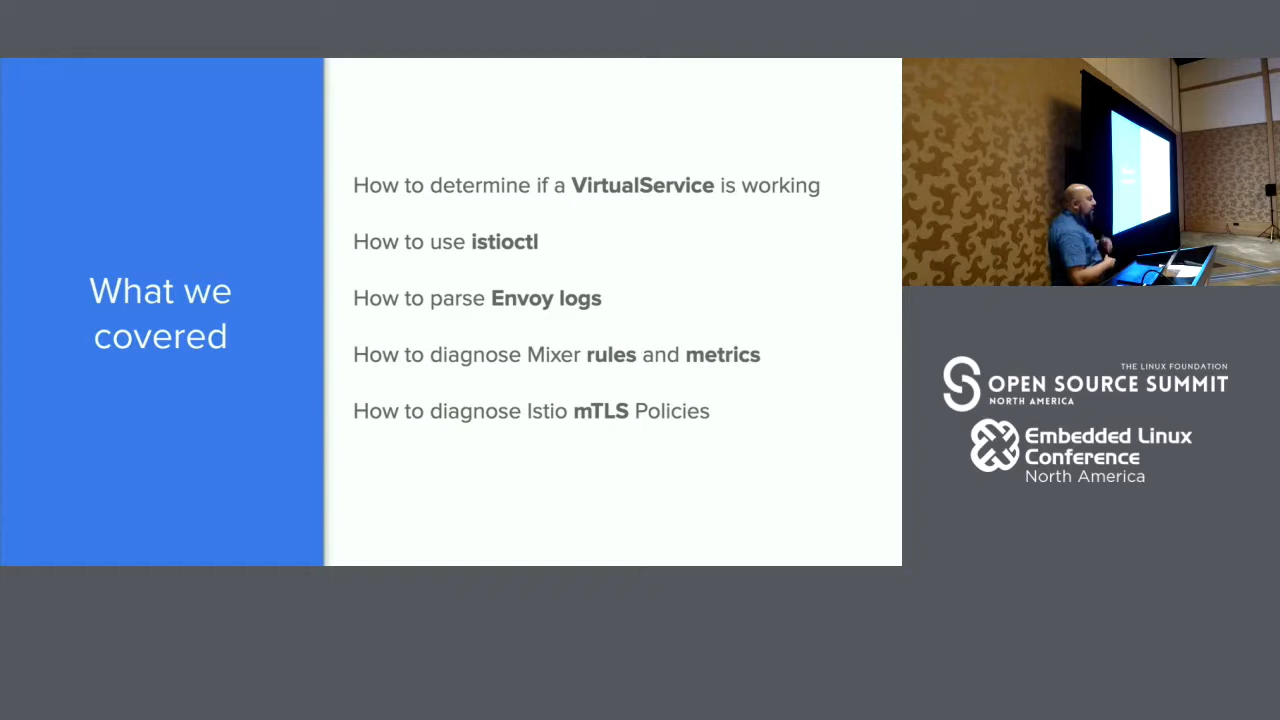 What we
covered
How to determine if a VirtualService is working
How to use istioctl
How to parse Envoy logs
How to diagnose Mixer rules and metrics
How to diagnose Istio mTLS Policies
THE LINUX FOUNDATION
OPEN SOURCE SUMMIT
NORTH AMERICA
Embedded Linux
Conference
North America